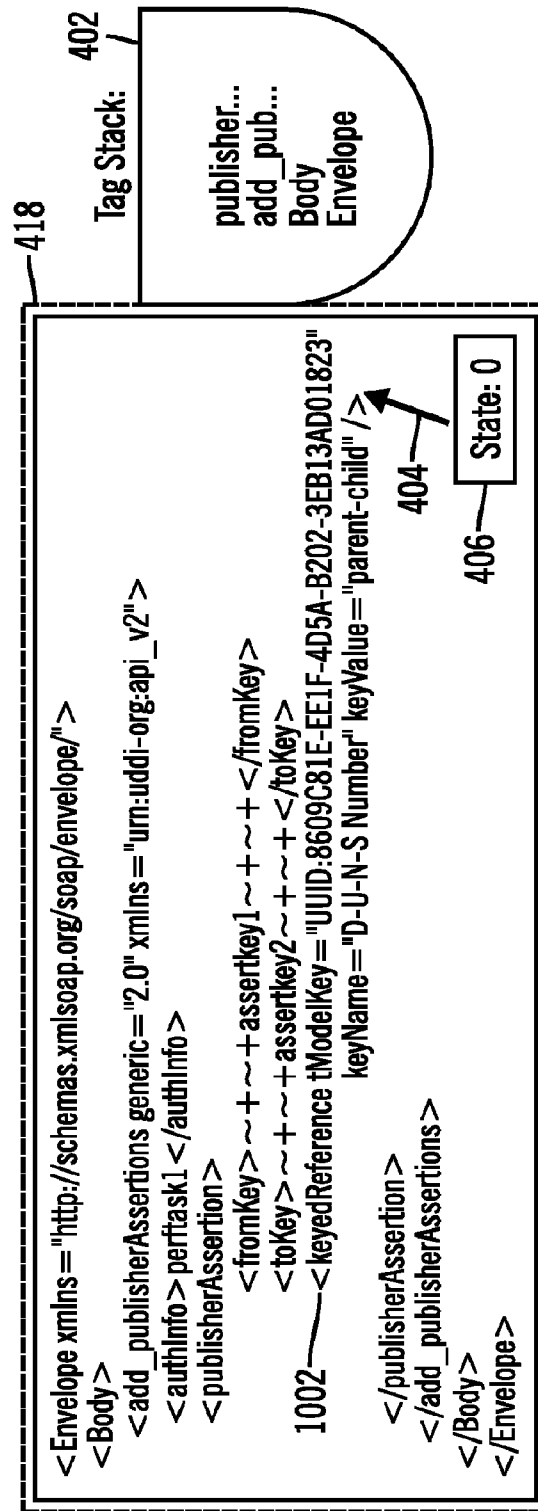 418
<Envelope xmlns="http://schemas.xmlsoap.org/soap/envelope/">
<Body>
<add_publisherAssertions generic="2.0" xmlns="urn:uddi-org:api_v2">
<authInfo>perftask1</authInfo>
<publisherAssertion>
<fromKey>~+~+~+assertkey1~+~+~+</fromKey>
<toKey>~+~+~+assertkey2~+~+~+</toKey>
1002 <keyedReference tModelKey="UUID:8609C81E-EE1F-4D5A-B202-3EB13AD01823"
keyName="D-U-N-S Number" keyValue="parent-child" />
</publisherAssertion>
</add_publisherAssertions>
</Body>
</Envelope>
404
406
State: 0
Tag Stack:
402
publisher...
add_pub...
Body
Envelope